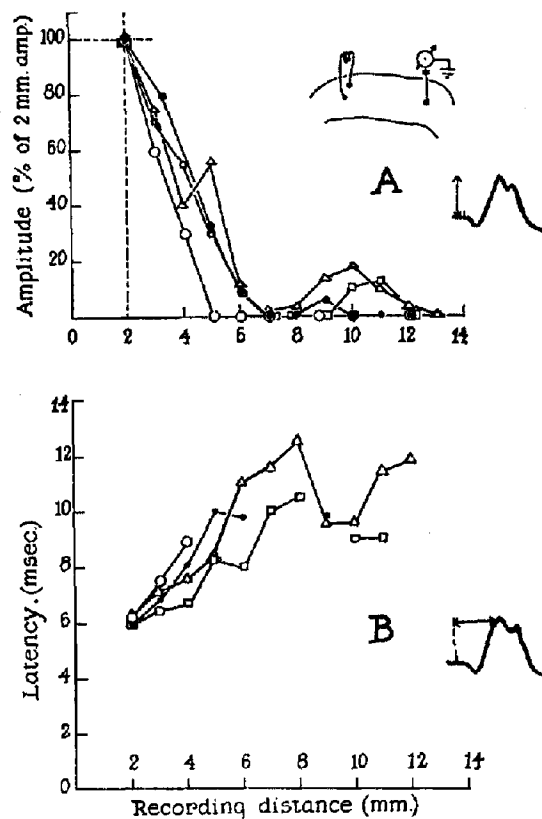 Amplitude (% of 2 mm. amp.)
100
80
60
40
20
0 2 4 6 8 10 12 14
A
Latency. (msec.)
14
12
10
8
6
4
2
0
2 4 6 8 10 12 14
B
Recording distance (mm.)